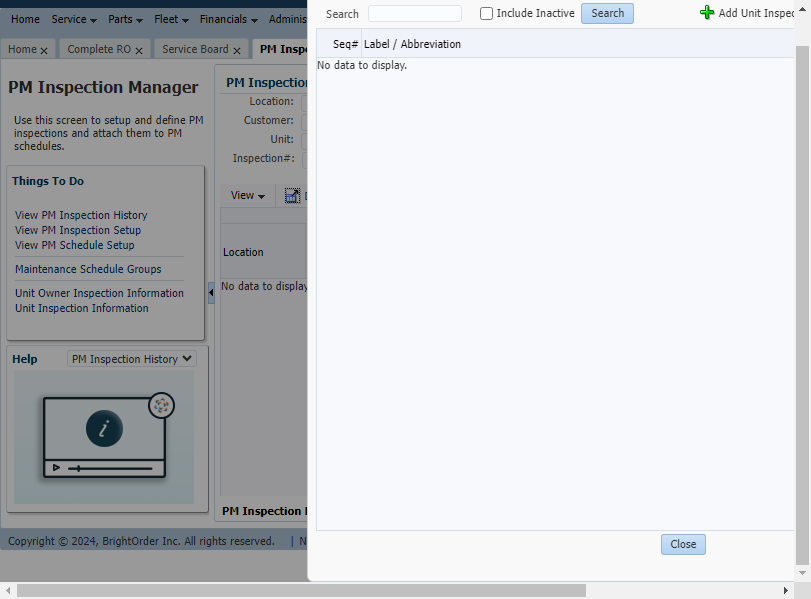 Home Service Parts Fleet Financials Adminis
Home x Complete RO x Service Board x PM Inspe
PM Inspection Manager
Use this screen to setup and define PM
inspections and attach them to PM
schedules.
Things To Do
View PM Inspection History
View PM Inspection Setup
View PM Schedule Setup
Maintenance Schedule Groups
Unit Owner Inspection Information
Unit Inspection Information
Help PM Inspection History
i
PM Inspection
Location:
Customer:
Unit:
Inspection#:
View
Location
No data to display
PM Inspection
Copyright © 2024, BrightOrder Inc. All rights reserved. | N
Search Include Inactive Search Add Unit Inspec
Seq# Label / Abbreviation
No data to display.
Close